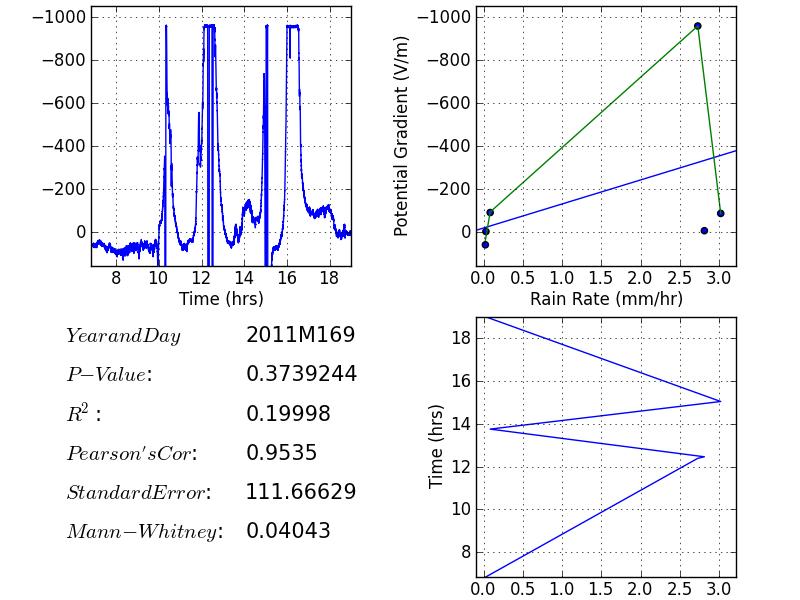 −1000
−800
−600
−400
−200
0
8 10 12 14 16 18
Time (hrs)
Potential Gradient (V/m)
−1000
−800
−600
−400
−200
0
0.0 0.5 1.0 1.5 2.0 2.5 3.0
Rain Rate (mm/hr)
YearandDay 2011M169
P−Value: 0.3739244
R²: 0.19998
Pearson'sCor: 0.9535
StandardError: 111.66629
Mann−Whitney: 0.04043
Time (hrs)
18
16
14
12
10
8
0.0 0.5 1.0 1.5 2.0 2.5 3.0